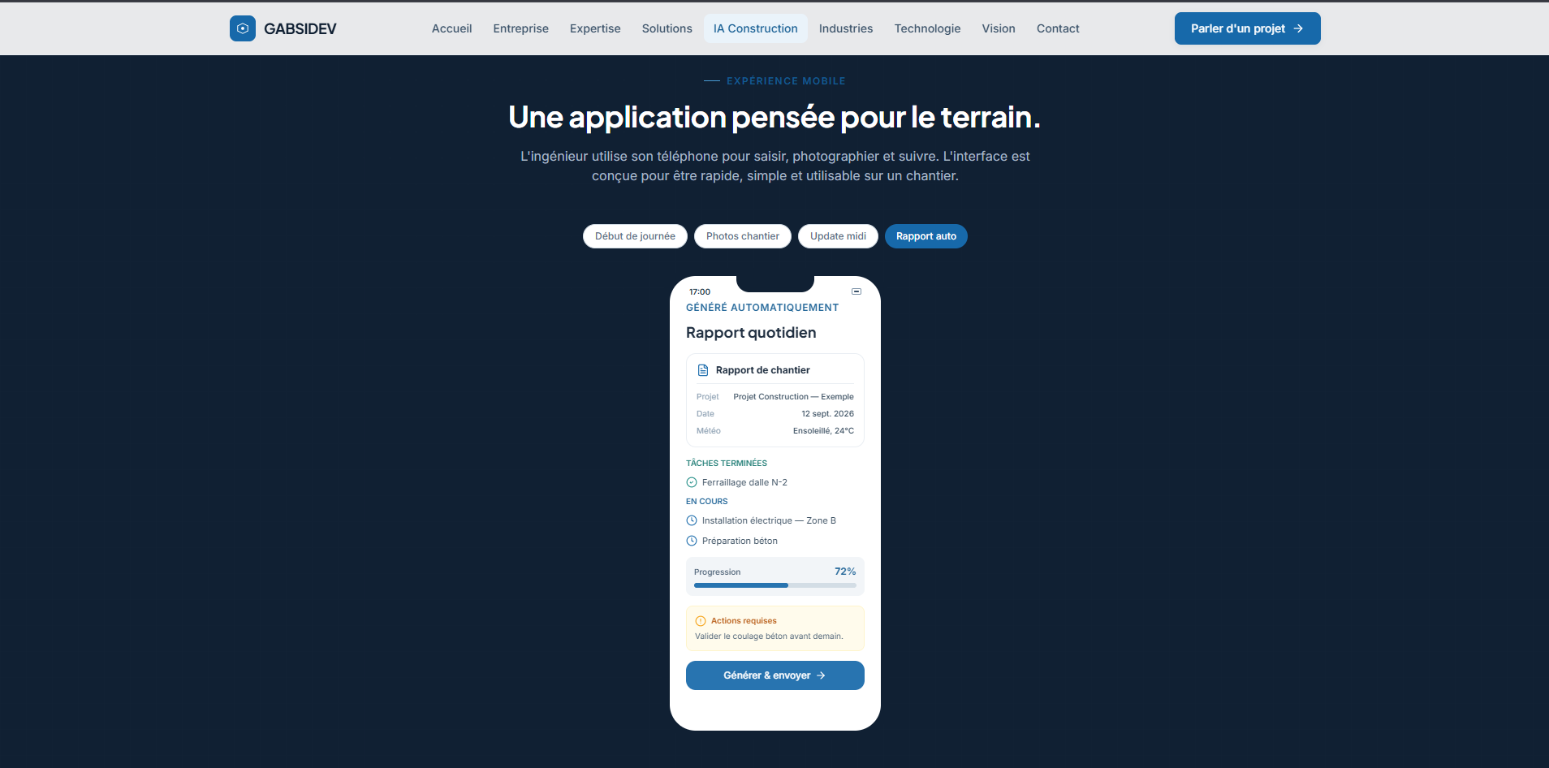 GABSIDEV
Accueil
Entreprise
Expertise
Solutions
IA Construction
Industries
Technologie
Vision
Contact
Parler d'un projet →
EXPÉRIENCE MOBILE
Une application pensée pour le terrain.
L'ingénieur utilise son téléphone pour saisir, photographier et suivre. L'interface est
conçue pour être rapide, simple et utilisable sur un chantier.
Début de journée
Photos chantier
Update midi
Rapport auto
17:00
GÉNÉRÉ AUTOMATIQUEMENT
Rapport quotidien
Rapport de chantier
Projet Projet Construction — Exemple
Date 12 sept. 2026
Météo Ensoleillé, 24°C
TÂCHES TERMINÉES
Ferraillage dalle N-2
EN COURS
Installation électrique — Zone B
Préparation béton
Progression 72%
Actions requises
Valider le coulage béton avant demain.
Générer & envoyer →